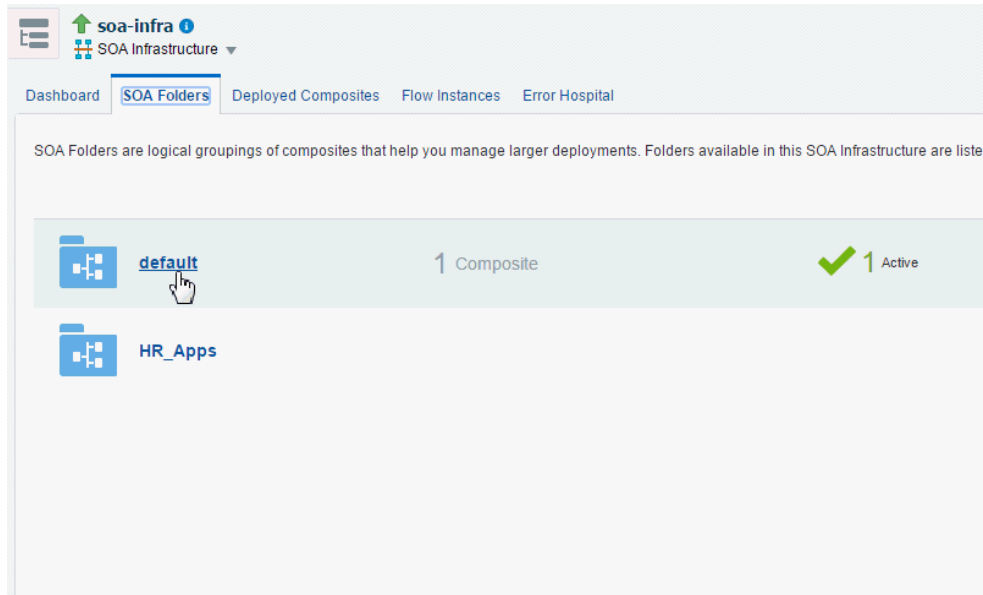 soa-infra
SOA Infrastructure
Dashboard SOA Folders Deployed Composites Flow Instances Error Hospital
SOA Folders are logical groupings of composites that help you manage larger deployments. Folders available in this SOA Infrastructure are liste
default 1 Composite 1 Active
HR_Apps